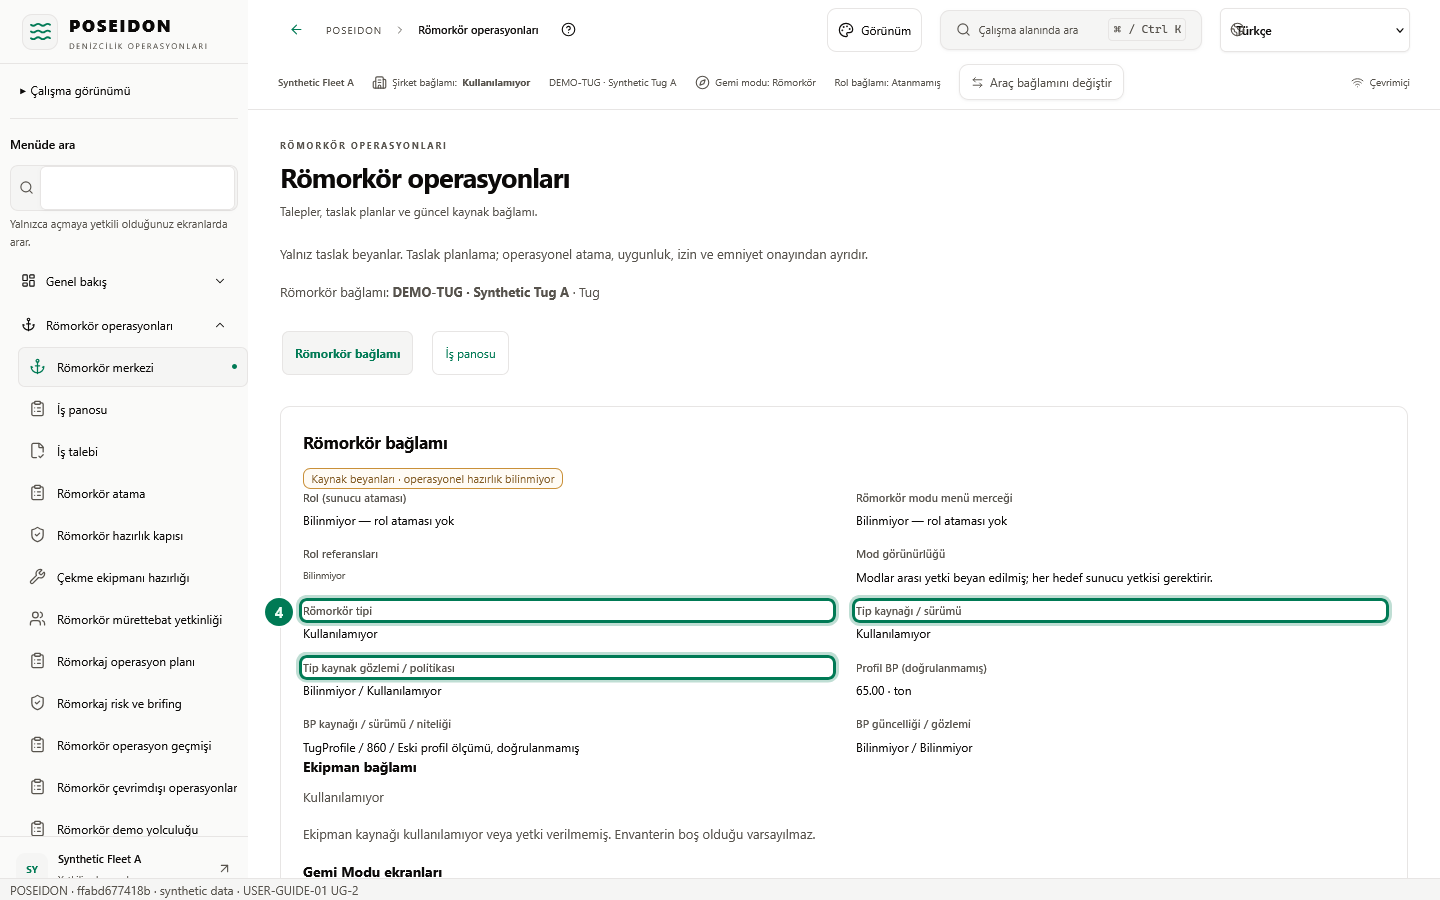 POSEIDON
DENİZCİLİK OPERASYONLARI
POSEIDON
Römorkör operasyonları
Görünüm
Çalışma alanında ara
⌘ / Ctrl K
Türkçe
Synthetic Fleet A
Şirket bağlamı: Kullanılamıyor
DEMO-TUG · Synthetic Tug A
Gemi modu: Römorkör
Rol bağlamı: Atanmamış
Araç bağlamını değiştir
Çevrimiçi
Çalışma görünümü
Menüde ara
Yalnızca açmaya yetkili olduğunuz ekranlarda
arar.
Genel bakış
Römorkör operasyonları
Römorkör merkezi
İş panosu
İş talebi
Römorkör atama
Römorkör hazırlık kapısı
Çekme ekipmanı hazırlığı
Römorkör mürettebat yetkinliği
Römorkaj operasyon planı
Römorkaj risk ve brifing
Römorkör operasyon geçmişi
Römorkör çevrimdışı operasyonlar
Römorkör demo yolculuğu
SY
Synthetic Fleet A
RÖMORKÖR OPERASYONLARI
Römorkör operasyonları
Talepler, taslak planlar ve güncel kaynak bağlamı.
Yalnız taslak beyanlar. Taslak planlama; operasyonel atama, uygunluk, izin ve emniyet onayından ayrıdır.
Römorkör bağlamı: DEMO-TUG · Synthetic Tug A · Tug
Römorkör bağlamı
İş panosu
Römorkör bağlamı
Kaynak beyanları · operasyonel hazırlık bilinmiyor
Rol (sunucu ataması)
Bilinmiyor — rol ataması yok
Römorkör modu menü merceği
Bilinmiyor — rol ataması yok
Rol referansları
Bilinmiyor
Mod görünürlüğü
Modlar arası yetki beyan edilmiş; her hedef sunucu yetkisi gerektirir.
4
Römorkör tipi
Kullanılamıyor
Tip kaynağı / sürümü
Kullanılamıyor
Tip kaynak gözlemi / politikası
Bilinmiyor / Kullanılamıyor
Profil BP (doğrulanmamış)
65.00 · ton
BP kaynağı / sürümü / niteliği
TugProfile / 860 / Eski profil ölçümü, doğrulanmamış
BP güncelliği / gözlemi
Bilinmiyor / Bilinmiyor
Ekipman bağlamı
Kullanılamıyor
Ekipman kaynağı kullanılamıyor veya yetki verilmemiş. Envanterin boş olduğu varsayılmaz.
Gemi Modu ekranları
POSEIDON · ffabd677418b · synthetic data · USER-GUIDE-01 UG-2